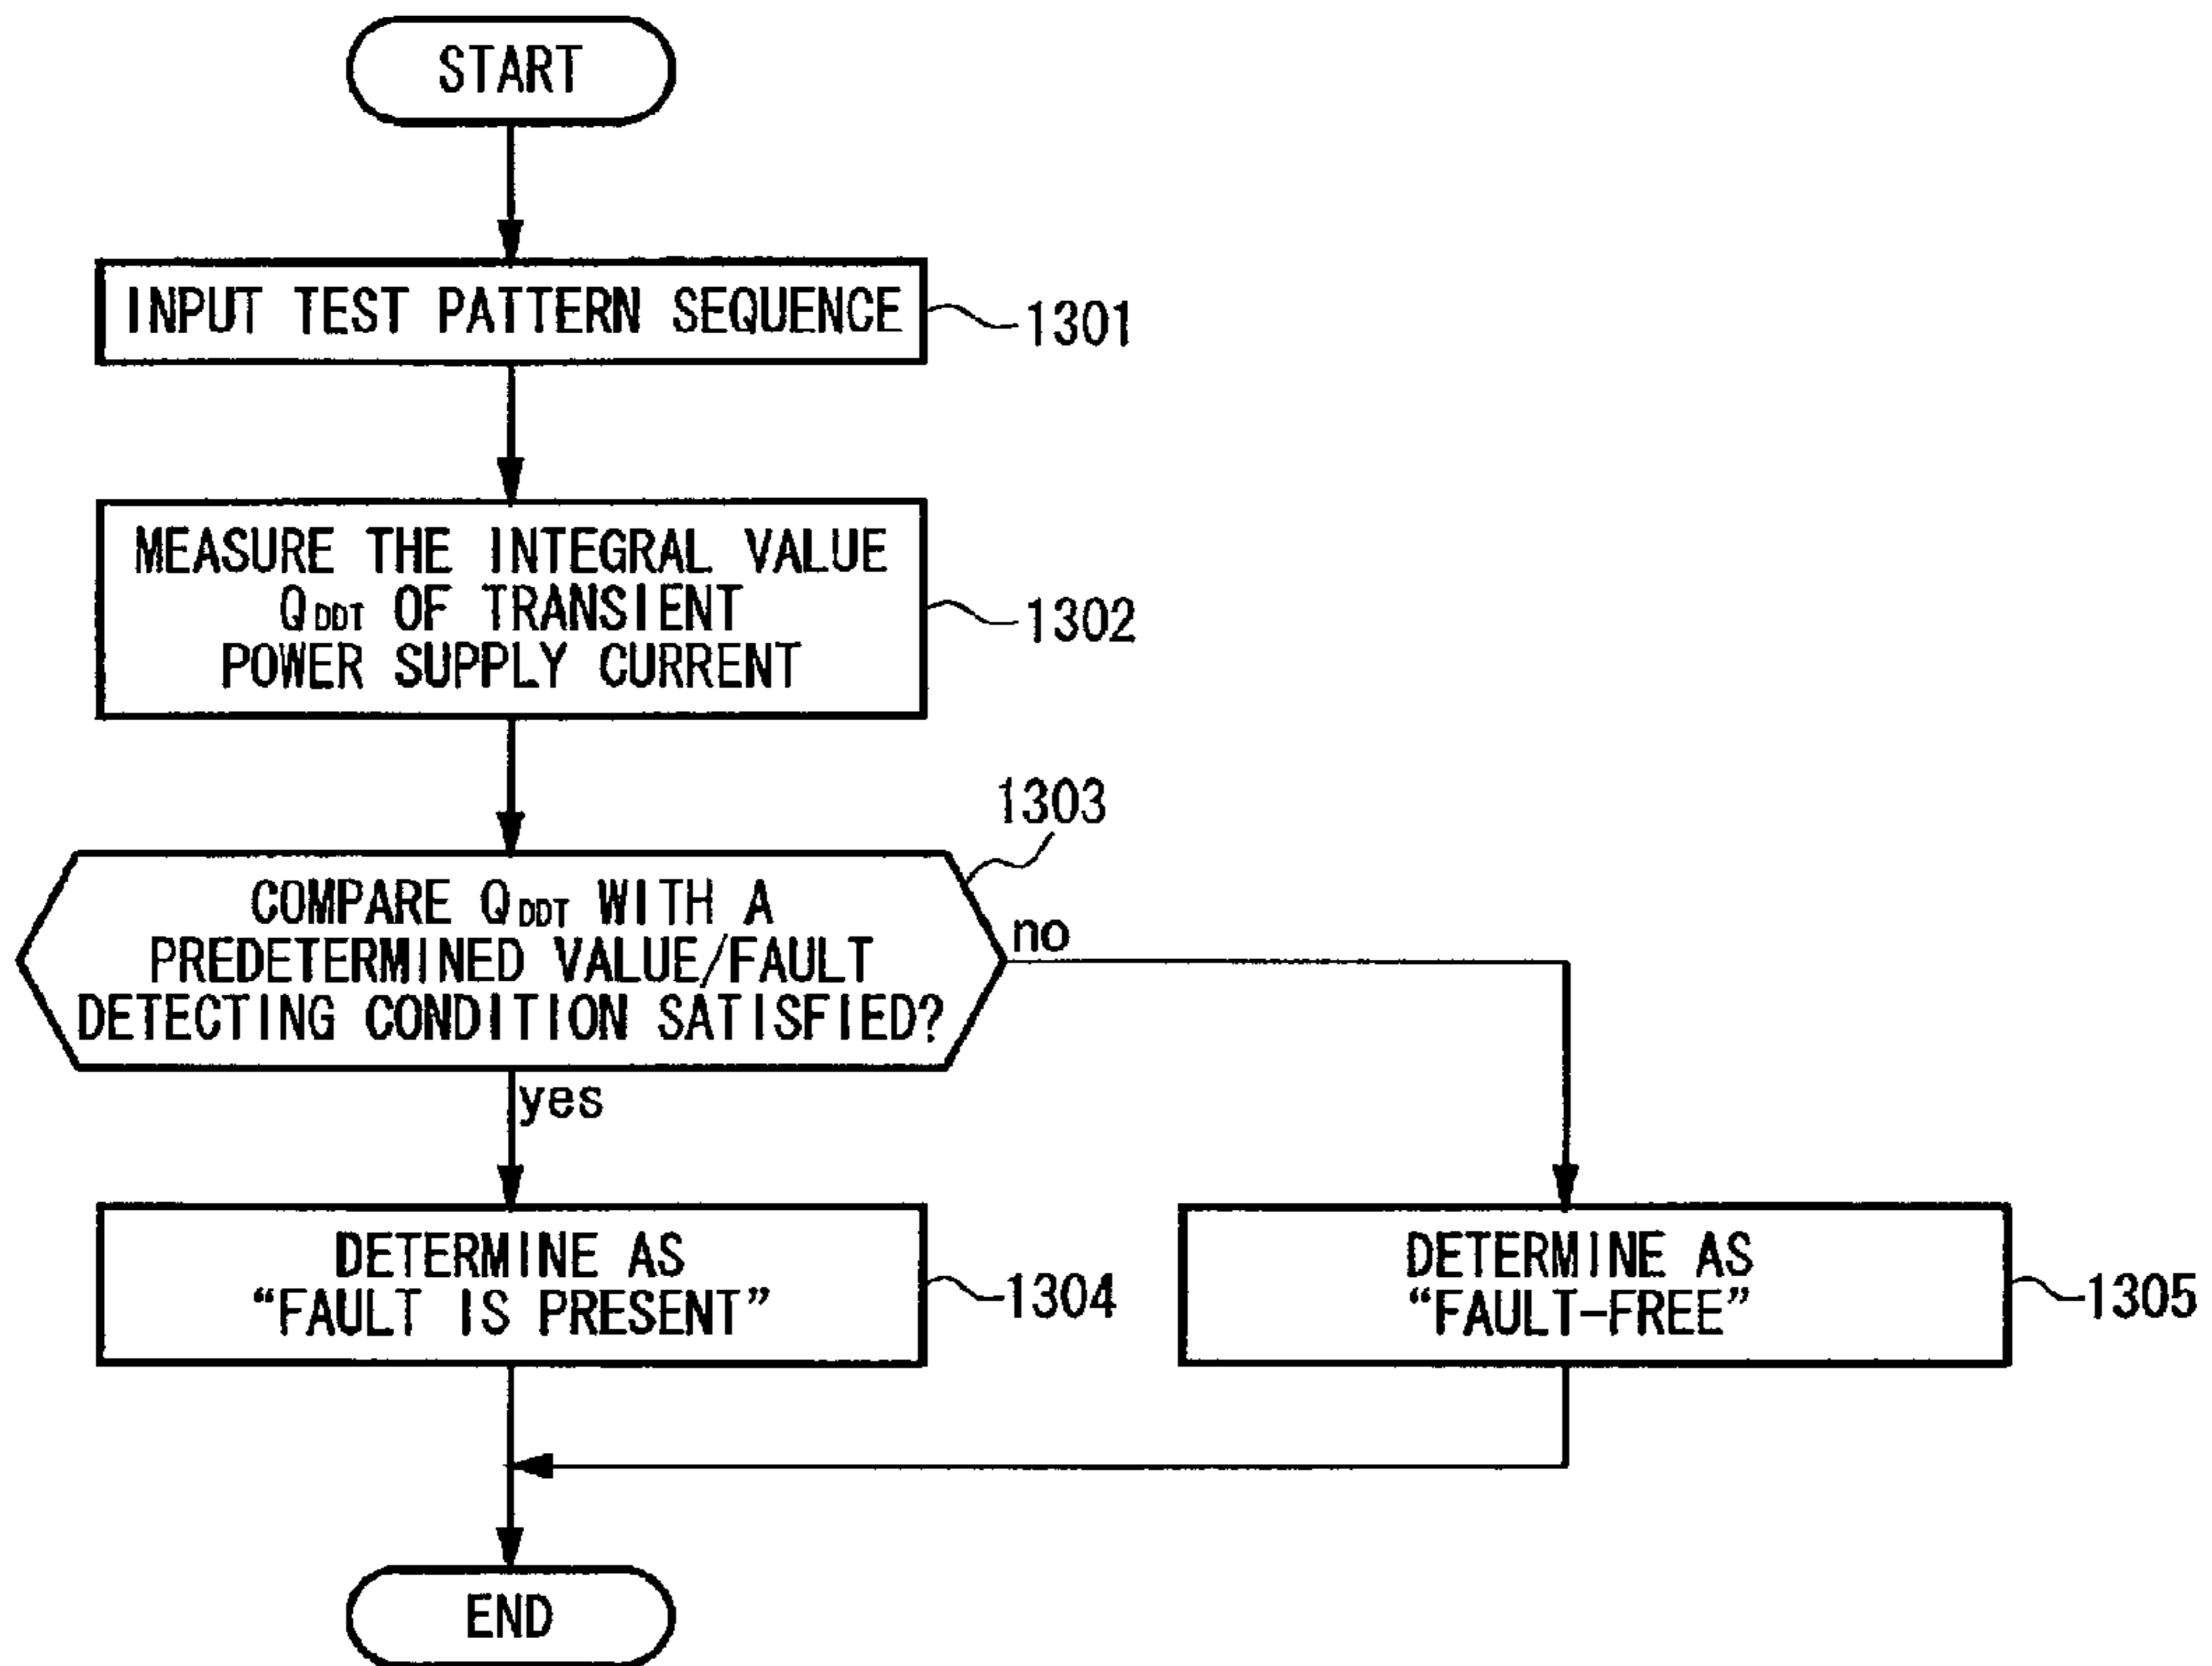 START
INPUT TEST PATTERN SEQUENCE
1301
MEASURE THE INTEGRAL VALUE
QDDT OF TRANSIENT
POWER SUPPLY CURRENT
1302
1303
COMPARE QDDT WITH A
PREDETERMINED VALUE/FAULT
DETECTING CONDITION SATISFIED?
no
yes
DETERMINE AS
“FAULT IS PRESENT”
1304
DETERMINE AS
“FAULT-FREE”
1305
END